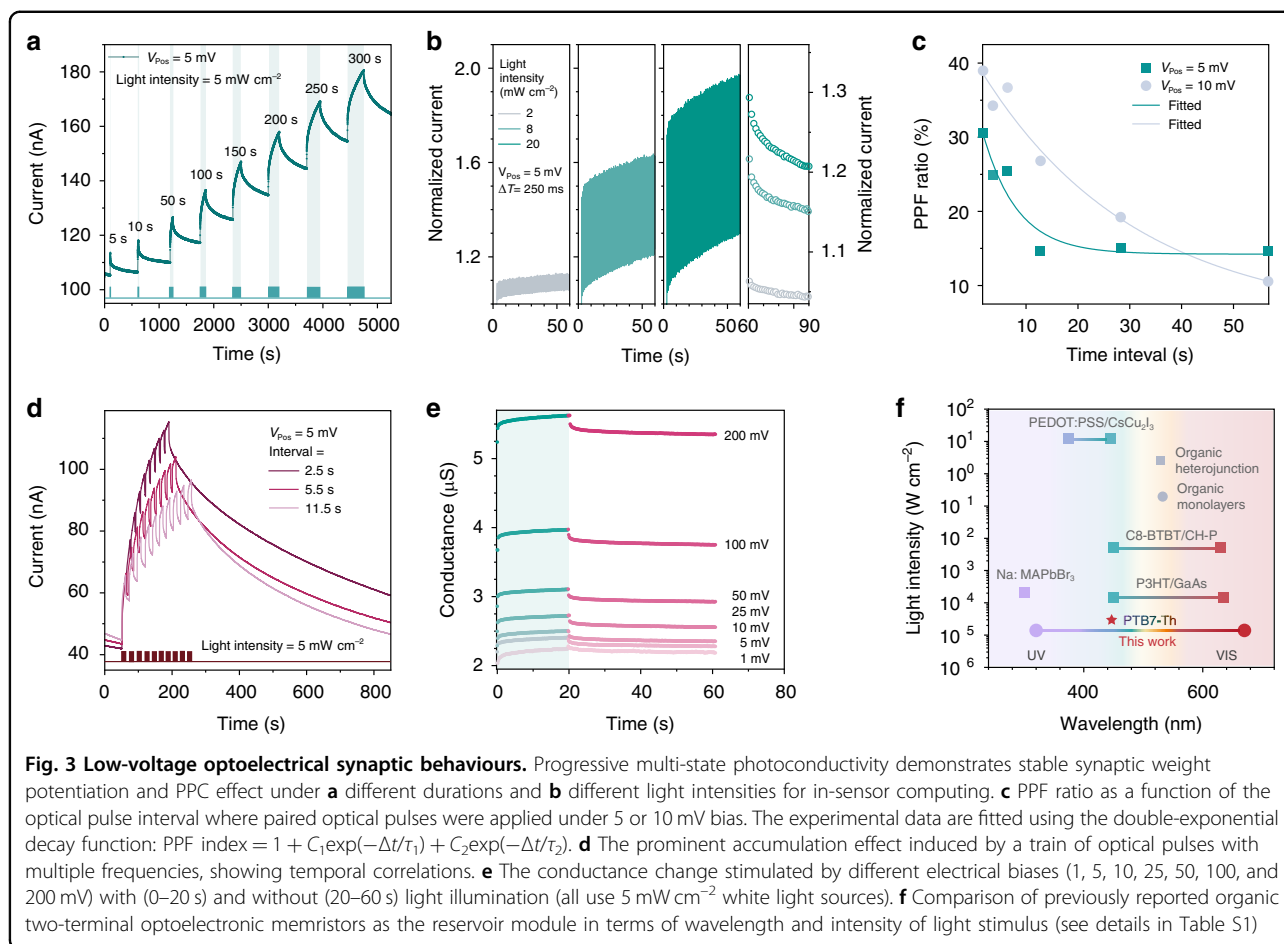 a
V_Pos = 5 mV
Light intensity = 5 mW cm⁻²
5 s
10 s
50 s
100 s
150 s
200 s
250 s
300 s
180
160
140
120
100
Current (nA)
0
1000
2000
3000
4000
5000
Time (s)
b
Light
intensity
(mW cm⁻²)
2
8
20
V_Pos = 5 mV
ΔT= 250 ms
2.0
1.8
1.6
1.4
1.2
1.0
Normalized current
0 50
0 50
0 50
60
60 90
Time (s)
1.3
1.2
1.1
Normalized current
c
V_Pos = 5 mV
V_Pos = 10 mV
Fitted
Fitted
40
30
20
10
PPF ratio (%)
10 20 30 40 50
Time inteval (s)
d
V_Pos = 5 mV
Interval =
2.5 s
5.5 s
11.5 s
Light intensity = 5 mW cm⁻²
100
80
60
40
Current (nA)
0 200 400 600 800
Time (s)
e
200 mV
100 mV
50 mV
25 mV
10 mV
5 mV
1 mV
5
4
3
2
Conductance (µS)
0 20 40 60 80
Time (s)
f
PEDOT:PSS/CsCu₂I₃
Organic
heterojunction
Organic
monolayers
C8-BTBT/CH-P
Na: MAPbBr₃
P3HT/GaAs
PTB7-Th
This work
UV
VIS
10²
10¹
10⁰
10¹
10⁻²
10⁻³
10⁻⁴
10⁻⁵
10⁻⁶
Light intensity (W cm⁻²)
400 600
Wavelength (nm)
Fig. 3 Low-voltage optoelectrical synaptic behaviours. Progressive multi-state photoconductivity demonstrates stable synaptic weight
potentiation and PPC effect under a different durations and b different light intensities for in-sensor computing. c PPF ratio as a function of the
optical pulse interval where paired optical pulses were applied under 5 or 10 mV bias. The experimental data are fitted using the double-exponential
decay function: PPF index = 1 + C₁exp(−Δt/τ₁) + C₂exp(−Δt/τ₂). d The prominent accumulation effect induced by a train of optical pulses with
multiple frequencies, showing temporal correlations. e The conductance change stimulated by different electrical biases (1, 5, 10, 25, 50, 100, and
200 mV) with (0–20 s) and without (20–60 s) light illumination (all use 5 mW cm⁻² white light sources). f Comparison of previously reported organic
two-terminal optoelectronic memristors as the reservoir module in terms of wavelength and intensity of light stimulus (see details in Table S1)